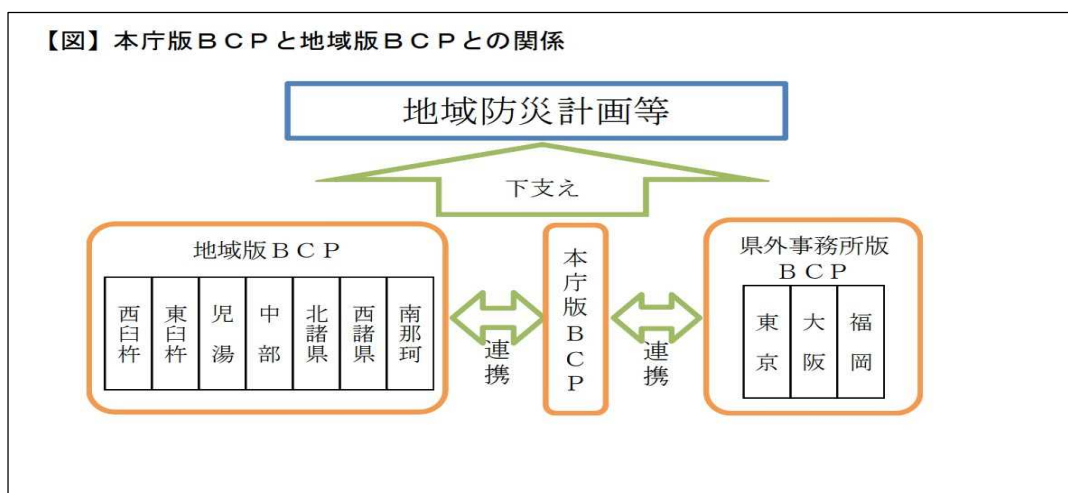 【図】本庁版ＢＣＰと地域版ＢＣＰとの関係
地域防災計画等
下支え
地域版ＢＣＰ
西臼杵
東臼杵
児湯
中部
北諸県
西諸県
南那珂
連携
本庁版ＢＣＰ
連携
県外事務所版
ＢＣＰ
東京
大阪
福岡